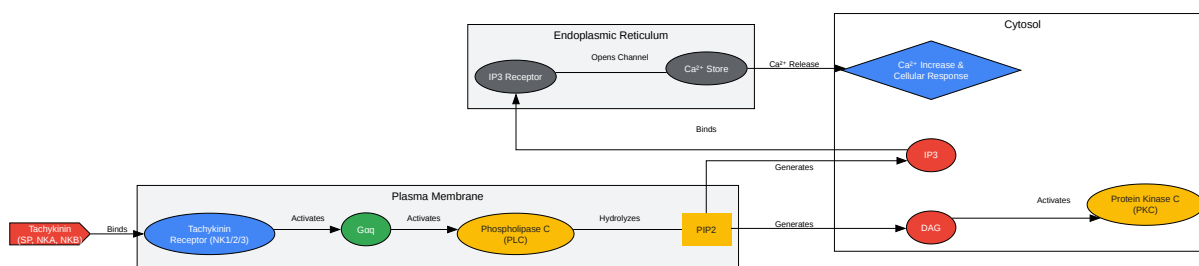 Endoplasmic Reticulum
Cytosol
Opens Channel
IP3 Receptor
Ca²⁺ Store
Ca²⁺ Release
Ca²⁺ Increase &
Cellular Response
Binds
IP3
Generates
Plasma Membrane
Tachykinin
(SP, NKA, NKB)
Binds
Tachykinin
Receptor (NK1/2/3)
Activates
Gαq
Activates
Phospholipase C
(PLC)
Hydrolyzes
PIP2
Generates
DAG
Activates
Protein Kinase C
(PKC)